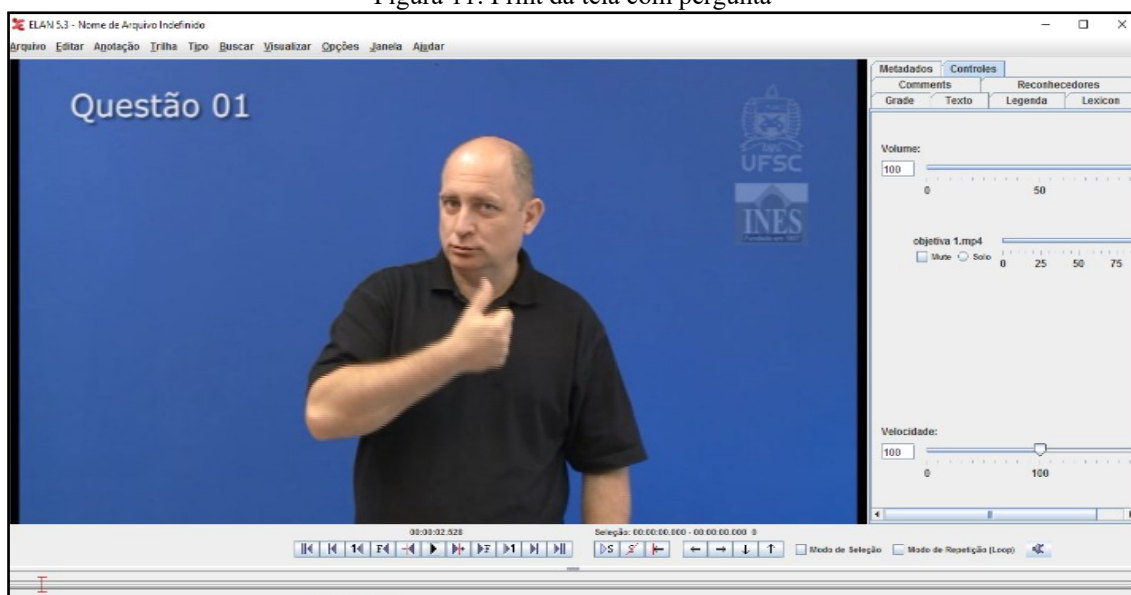 Figura 11: Print da tela com pergunta
ELAN 5.3 - Nome de Arquivo Indefinido
Arquivo Editar Anotação Trilha Tipo Buscar Visualizar Opções Janela Ajudar
Metadados Controles
Comments Reconhecedores
Grade Texto Legenda Lexicon
Questão 01
UFSC
INES
Volume:
100
0 50
objetiva 1.mp4
Mute Solo
0 25 50 75
Velocidade:
100
0 100
00:00:02.528
Seleção: 00:00:00.000 - 00:00:00.000 0
Modo de Seleção Modo de Repetição (Loop)